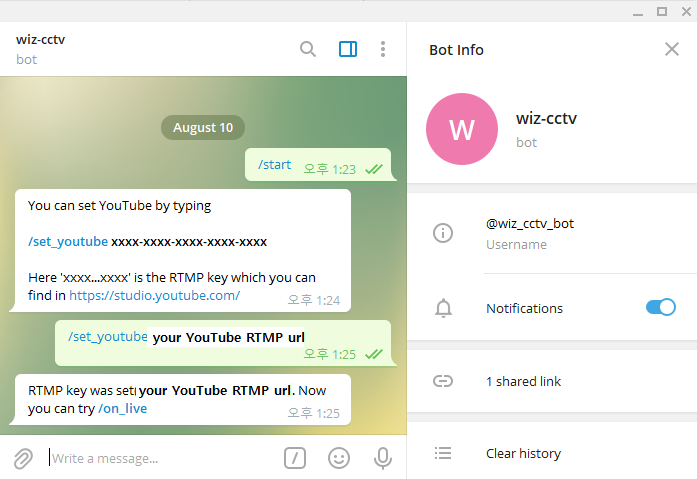 wiz-cctv
bot
August 10
/start 오후 1:23
You can set YouTube by typing
/set_youtube xxxx-xxxx-xxxx-xxxx-xxxx
Here 'xxxx...xxxx' is the RTMP key which you can
find in https://studio.youtube.com/
오후 1:24
/set_youtube your YouTube RTMP url
오후 1:25
RTMP key was set your YouTube RTMP url. Now
you can try /on_live
오후 1:25
Write a message...
Bot Info
W
wiz-cctv
bot
@wiz_cctv_bot
Username
Notifications
1 shared link
Clear history